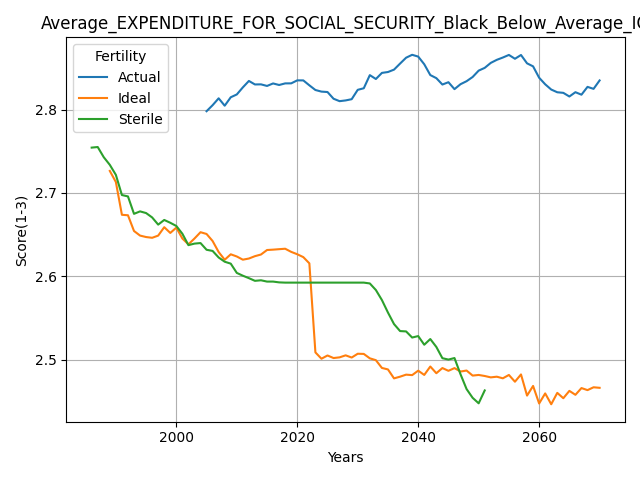 Average_EXPENDITURE_FOR_SOCIAL_SECURITY_Black_Below_Average_IQ
Fertility
Actual
Ideal
Sterile
Score(1-3)
2.8
2.7
2.6
2.5
2000
2020
2040
2060
Years